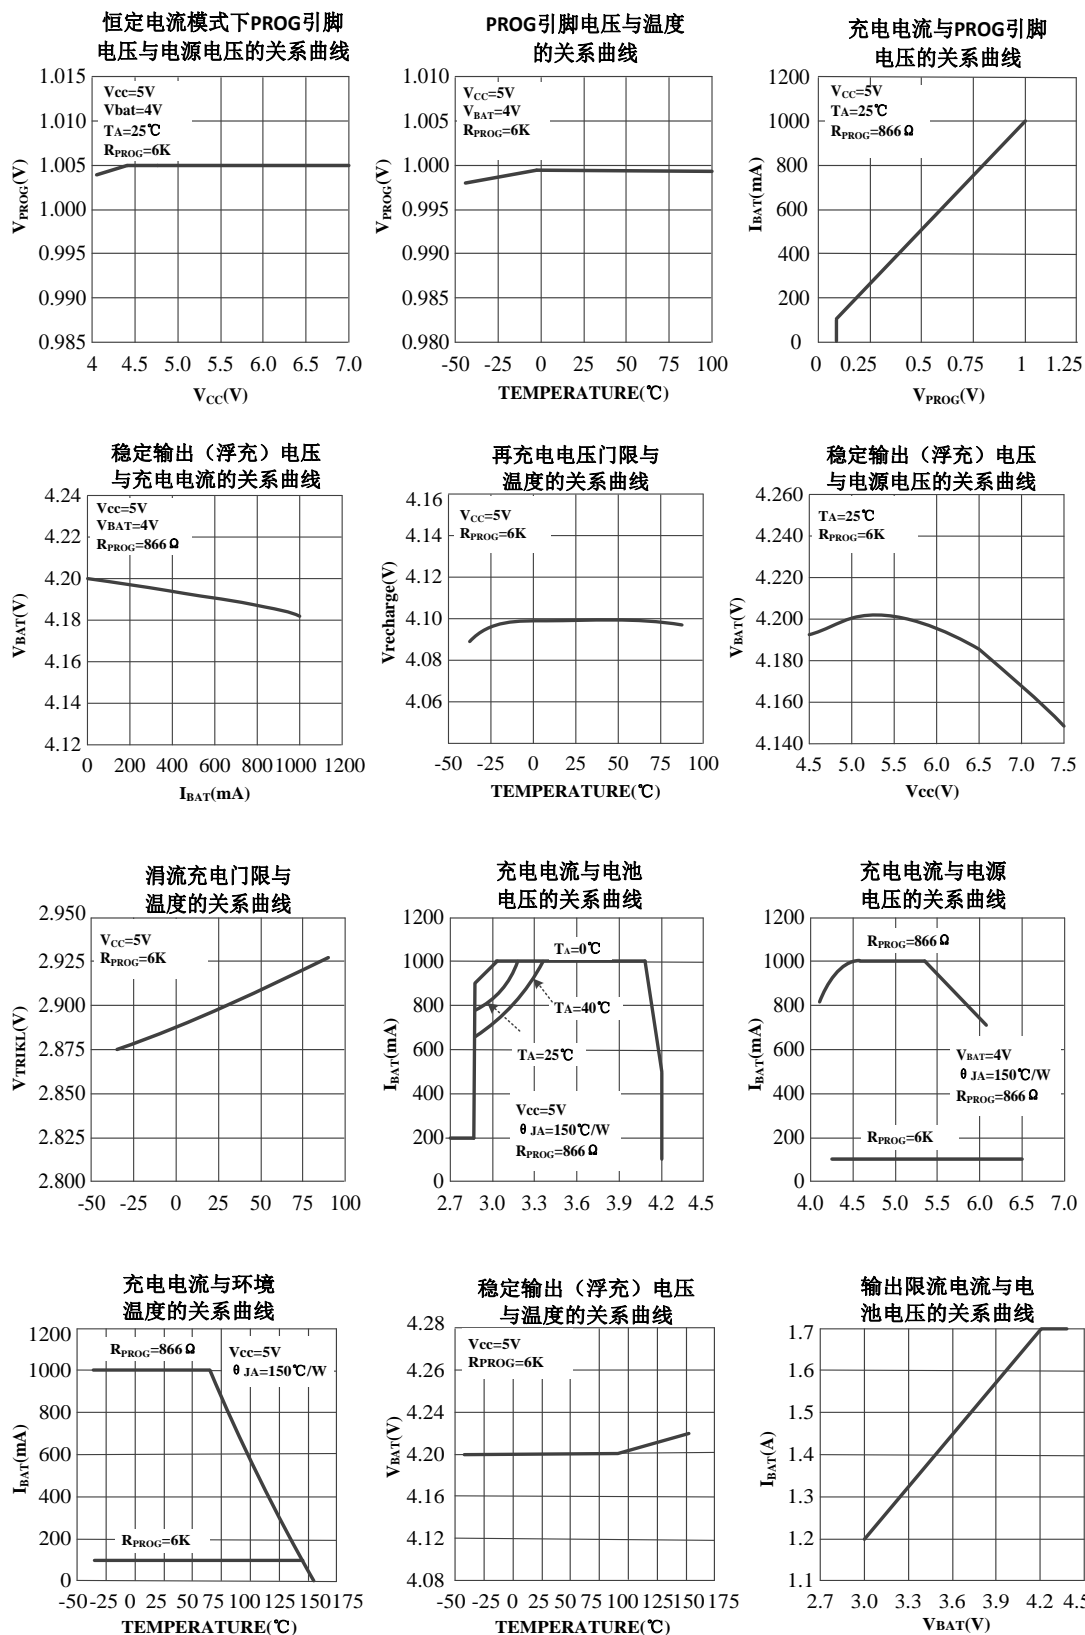 恒定电流模式下PROG引脚
电压与电源电压的关系曲线
1.015
1.010
1.005
1.000
0.995
0.990
0.985
VPROG(V)
Vcc=5V
Vbat=4V
TA=25℃
RPROG=6K
4 4.5 5.0 5.5 6.0 6.5 7.0
VCC(V)
PROG引脚电压与温度
的关系曲线
1.010
1.005
1.000
0.995
0.990
0.985
0.980
VPROG(V)
VCC=5V
VBAT=4V
RPROG=6K
-50 -25 0 25 50 75 100
TEMPERATURE(℃)
充电电流与PROG引脚
电压的关系曲线
1200
1000
800
600
400
200
0
IBAT(mA)
VCC=5V
TA=25℃
RPROG=866Ω
0 0.25 0.5 0.75 1 1.25
VPROG(V)
稳定输出（浮充）电压
与充电电流的关系曲线
4.24
4.22
4.20
4.18
4.16
4.14
4.12
VBAT(V)
Vcc=5V
VBAT=4V
RPROG=866Ω
0 200 400 600 800 1000 1200
IBAT(mA)
再充电电压门限与
温度的关系曲线
4.16
4.14
4.12
4.10
4.08
4.06
4.04
Vrecharge(V)
VCC=5V
RPROG=6K
-50 -25 0 25 50 75 100
TEMPERATURE(℃)
稳定输出（浮充）电压
与电源电压的关系曲线
4.260
4.240
4.220
4.200
4.180
4.160
4.140
VBAT(V)
TA=25℃
RPROG=6K
4.5 5.0 5.5 6.0 6.5 7.0 7.5
Vcc(V)
涓流充电门限与
温度的关系曲线
2.950
2.925
2.900
2.875
2.850
2.825
2.800
VTRIKL(V)
VCC=5V
RPROG=6K
-50 -25 0 25 50 75 100
充电电流与电池
电压的关系曲线
1200
1000
800
600
400
200
0
IBAT(mA)
TA=0℃
TA=40℃
TA=25℃
Vcc=5V
θJA=150℃/W
RPROG=866Ω
2.7 3.0 3.3 3.6 3.9 4.2 4.5
充电电流与电源
电压的关系曲线
1200
1000
800
600
400
200
0
IBAT(mA)
RPROG=866Ω
VBAT=4V
θJA=150℃/W
RPROG=866Ω
RPROG=6K
4.0 4.5 5.0 5.5 6.0 6.5 7.0
充电电流与环境
温度的关系曲线
1200
1000
800
600
400
200
0
IBAT(mA)
RPROG=866Ω
Vcc=5V
θJA=150℃/W
RPROG=6K
-50 -25 0 25 50 75 100 125 150 175
TEMPERATURE(℃)
稳定输出（浮充）电压
与温度的关系曲线
4.28
4.26
4.24
4.20
4.16
4.12
4.08
VBAT(V)
Vcc=5V
RPROG=6K
-50 -25 0 25 50 75 100 125 150 175
TEMPERATURE(℃)
输出限流电流与电
池电压的关系曲线
1.7
1.6
1.5
1.4
1.3
1.2
1.1
IBAT(A)
2.7 3.0 3.3 3.6 3.9 4.2 4.5
VBAT(V)